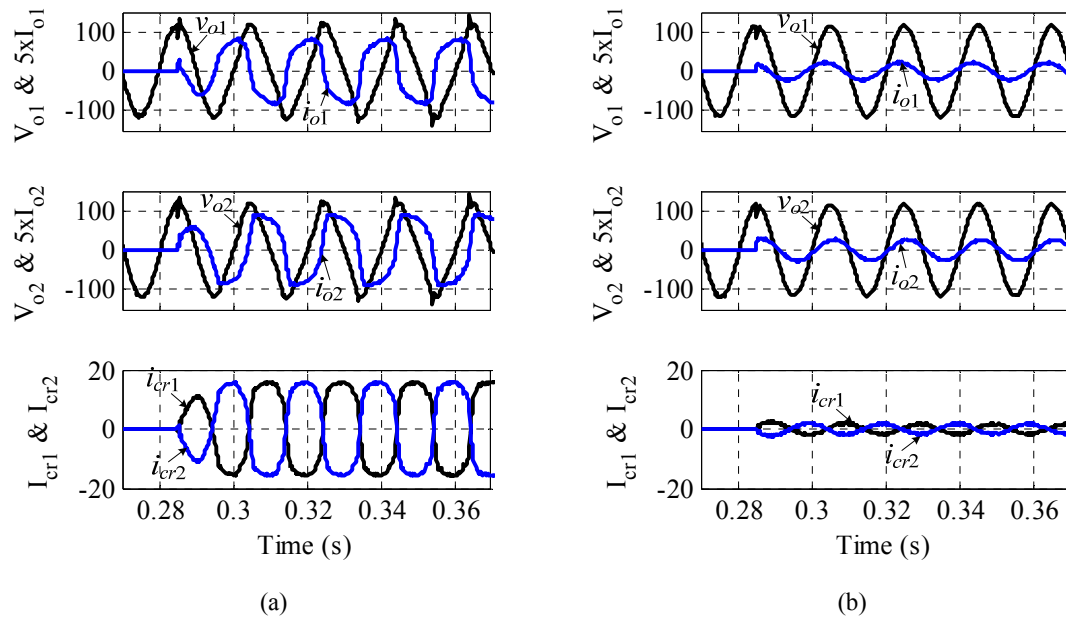 V_o1 & 5xI_o1
100
0
-100
v_o1
i_o1
V_o2 & 5xI_o2
100
0
-100
v_o2
i_o2
I_cr1 & I_cr2
20
0
-20
i_cr1
i_cr2
0.28 0.3 0.32 0.34 0.36
Time (s)
(a)
V_o1 & 5xI_o1
100
0
-100
v_o1
i_o1
V_o2 & 5xI_o2
100
0
-100
v_o2
i_o2
I_cr1 & I_cr2
20
0
-20
i_cr1
i_cr2
0.28 0.3 0.32 0.34 0.36
Time (s)
(b)